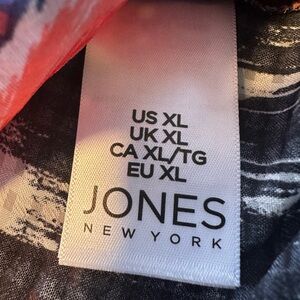 US XL
UK XL
CA XL/TG
EU XL
JONES
NEW YORK